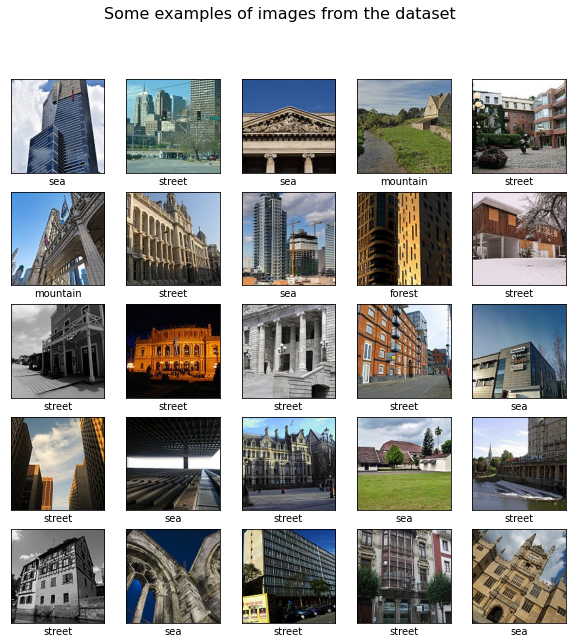 Some examples of images from the dataset
sea street sea mountain street
mountain street sea forest street
street street street street sea
street sea street sea street
street sea street street sea